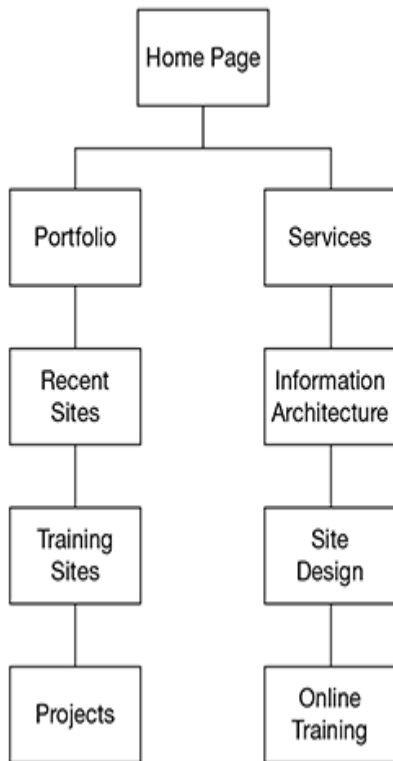 Home Page
Portfolio
Services
Recent
Sites
Information
Architecture
Training
Sites
Site
Design
Projects
Online
Training